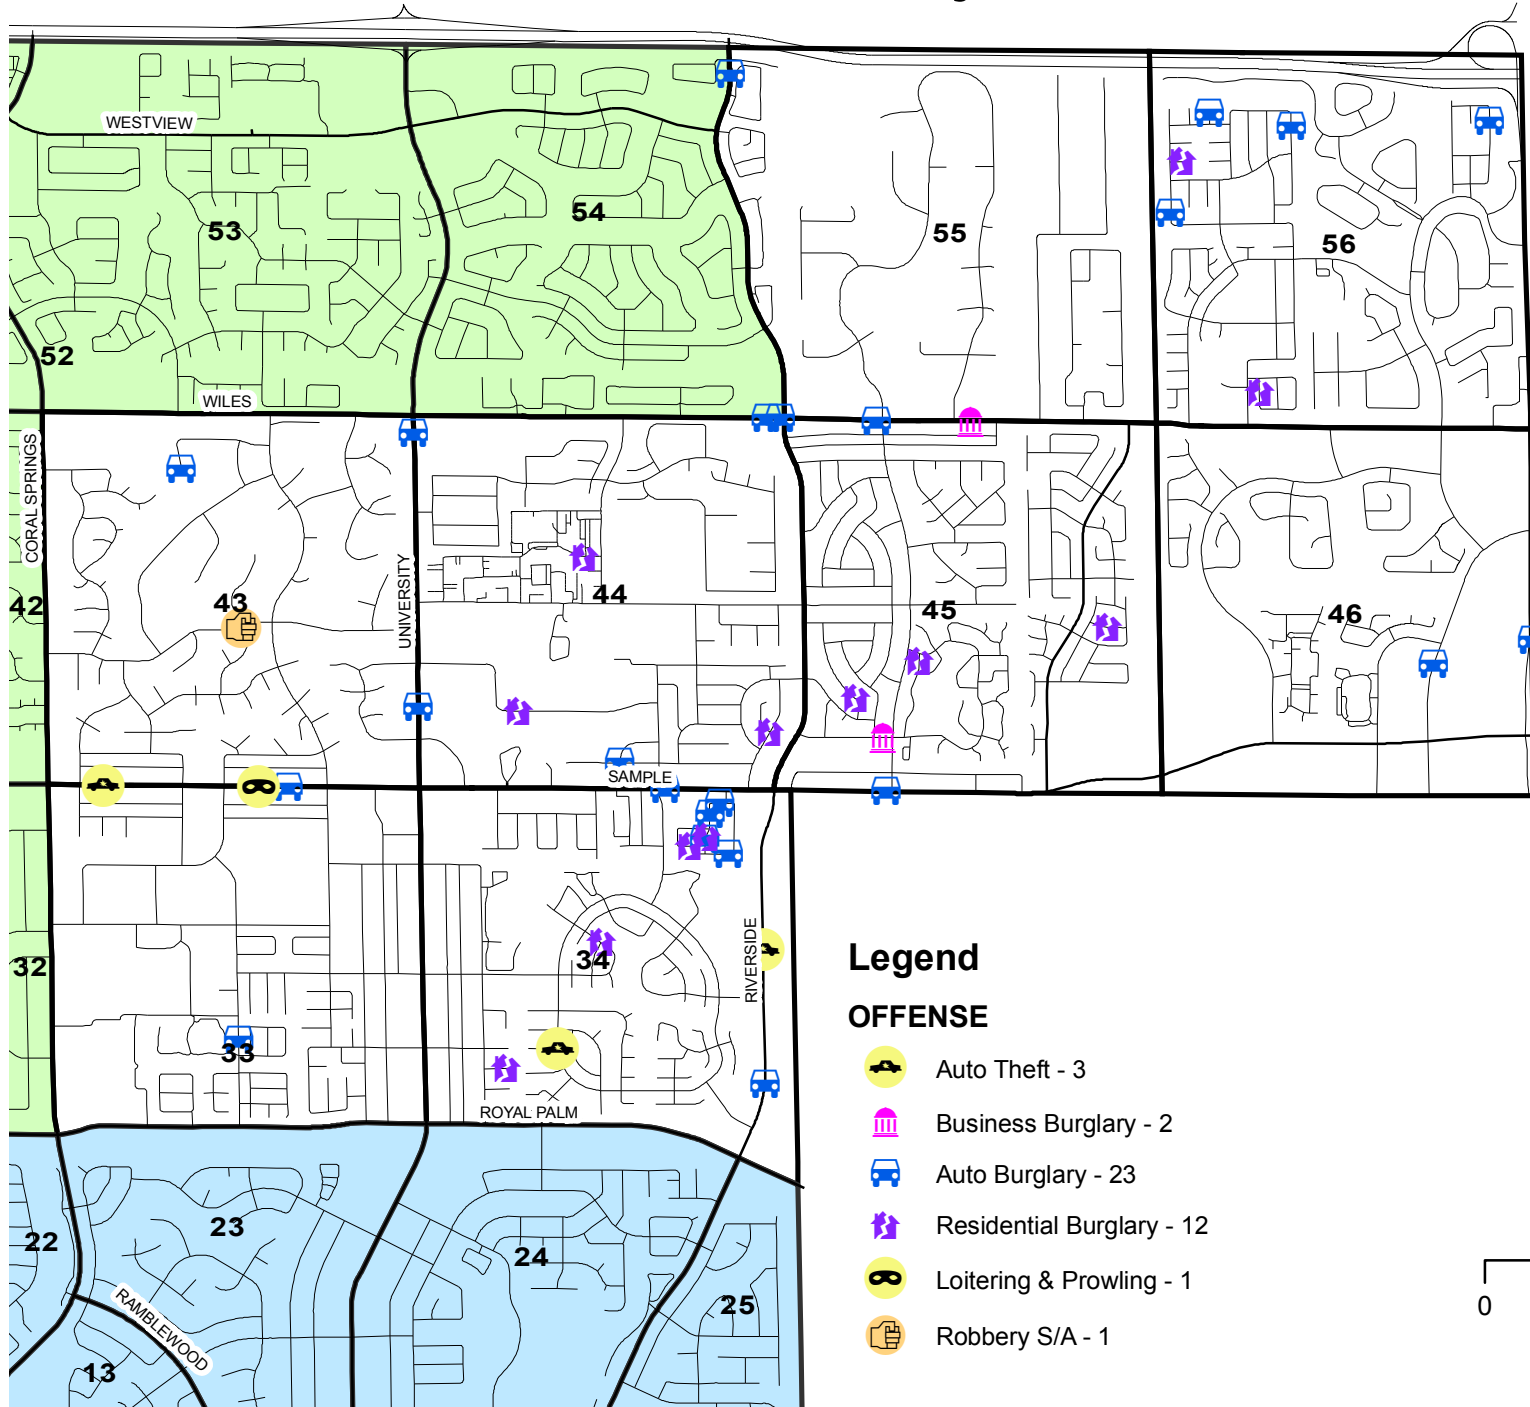 WESTVIEW
54
53
55
56
52
WILES
CORAL SPRINGS
UNIVERSITY
44
43
42
45
46
SAMPLE
RIVERSIDE
34
32
33
ROYAL PALM
23
22
24
25
RAMBLEWOOD
13
Legend
OFFENSE
Auto Theft - 3
Business Burglary - 2
Auto Burglary - 23
Residential Burglary - 12
Loitering & Prowling - 1
Robbery S/A - 1
0